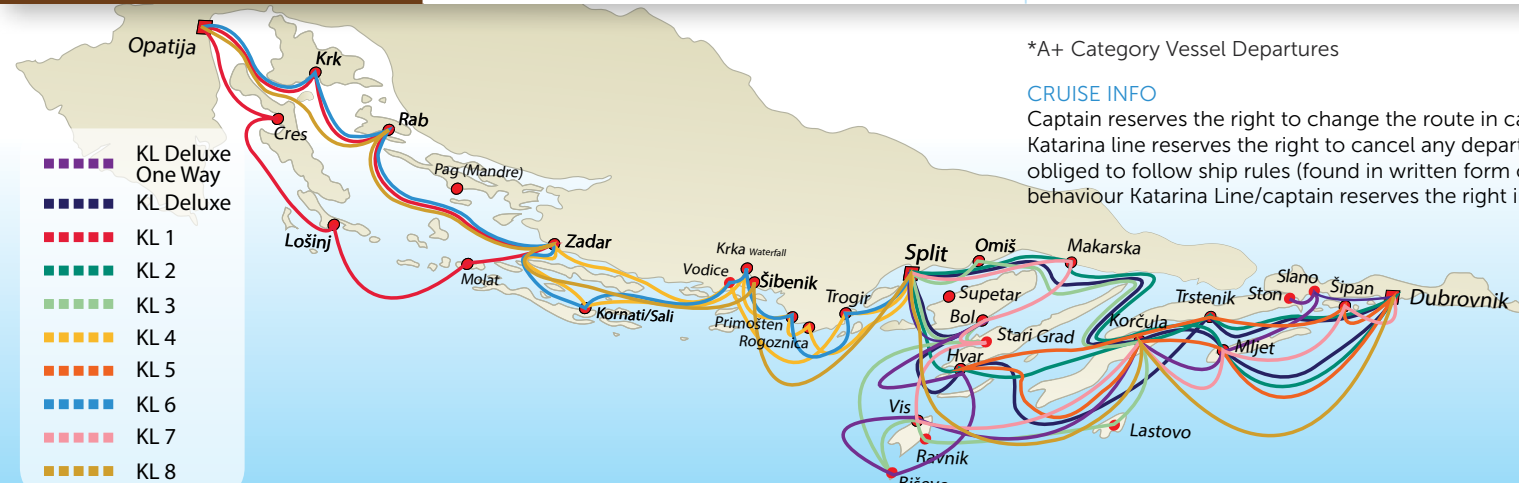 *A+ Category Vessel Departures
CRUISE INFO
Captain reserves the right to change the route in
Katarina line reserves the right to cancel any
obliged to follow ship rules (found in written form
behaviour Katarina Line/captain reserves the right
Opatija
Krk
Cres
Rab
Pag (Mandre)
Lošinj
Molat
Zadar
Kornati/Sali
Krka Waterfall
Vodice
Šibenik
Primošten
Rogoznica
Trogir
Split
Omiš
Makarska
Supetar
Bol
Stari Grad
Hvar
Vis
Ravnik
Lastovo
Korčula
Trstenik
Mljet
Slano
Ston
Šipan
Dubrovnik
KL Deluxe
One Way
KL Deluxe
KL 1
KL 2
KL 3
KL 4
KL 5
KL 6
KL 7
KL 8